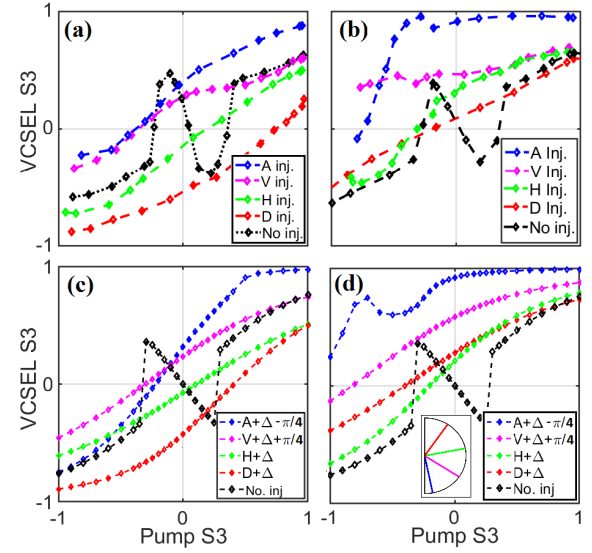 (a)
(b)
VCSEL S3
1
0
-1
A inj.
V inj.
H inj.
D inj.
No inj.
A Inj.
V Inj.
H Inj.
D Inj.
No inj.
(c)
(d)
VCSEL S3
1
0
-1
A+Δ-π/4
V+Δ+π/4
H+Δ
D+Δ
No. inj
A+Δ-π/4
V+Δ+π/4
H+Δ
D+Δ
No. inj
-1 0 1 -1 0 1
Pump S3 Pump S3